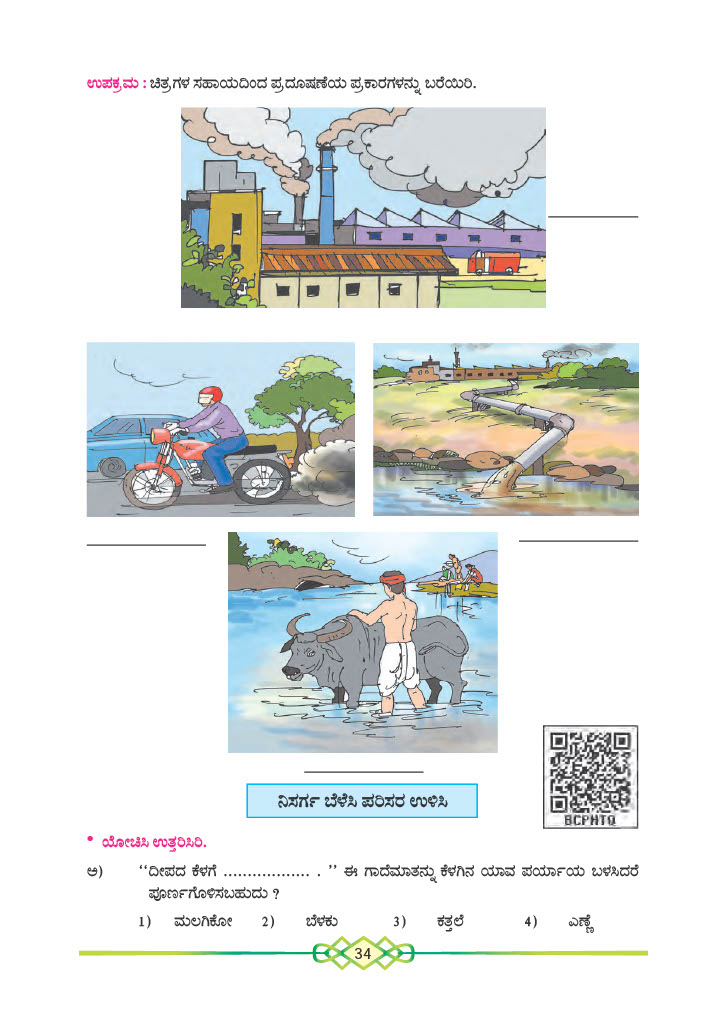 ಉಪಕ್ರಮ : ಚಿತ್ರಗಳ ಸಹಾಯದಿಂದ ಪ್ರದೂಷಣೆಯ ಪ್ರಕಾರಗಳನ್ನು ಬರೆಯಿರಿ.
BCPHTQ
ನಿಸರ್ಗ ಬೆಳೆಸಿ ಪರಿಸರ ಉಳಿಸಿ
• ಯೋಚಿಸಿ ಉತ್ತರಿಸಿರಿ.
ಅ) ‘‘ದೀಪದ ಕೆಳಗೆ .................. . ’’ ಈ ಗಾದೆಮಾತನ್ನು ಕೆಳಗಿನ ಯಾವ ಪರ್ಯಾಯ ಬಳಸಿದರೆ
ಪೂರ್ಣಗೊಳಿಸಬಹುದು ?
1) ಮಲಗಿಕೋ 2) ಬೆಳಕು 3) ಕತ್ತಲೆ 4) ಎಣ್ಣೆ
34